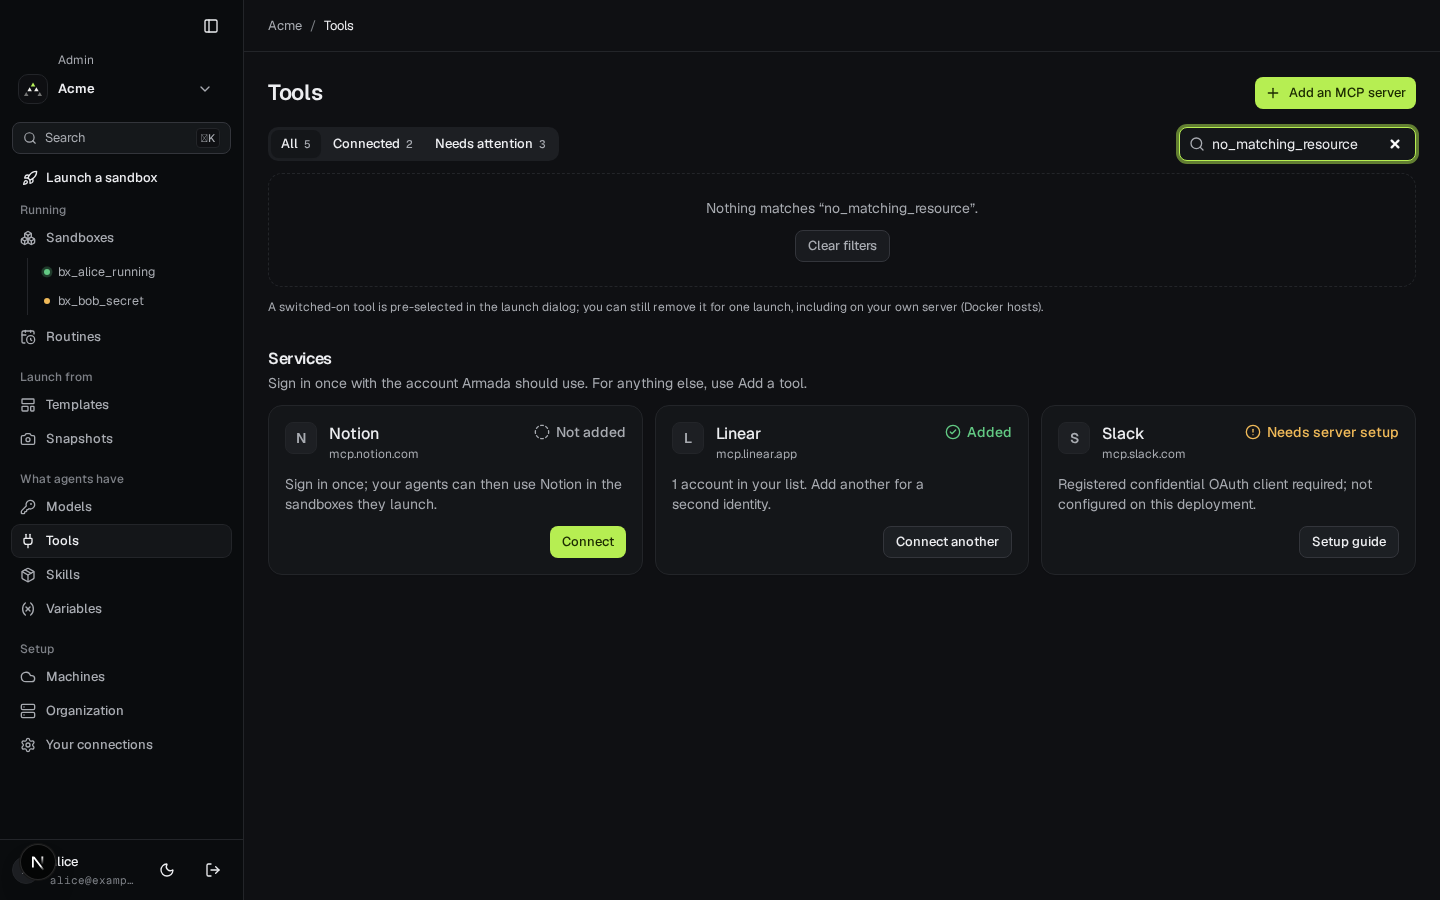 Admin
Acme
Search
K
Launch a sandbox
Running
Sandboxes
bx_alice_running
bx_bob_secret
Routines
Launch from
Templates
Snapshots
What agents have
Models
Tools
Skills
Variables
Setup
Machines
Organization
Your connections
N
lice
alice@examp…
Acme / Tools
Tools
+ Add an MCP server
All 5 Connected 2 Needs attention 3
no_matching_resource
Nothing matches “no_matching_resource”.
Clear filters
A switched-on tool is pre-selected in the launch dialog; you can still remove it for one launch, including on your own server (Docker hosts).
Services
Sign in once with the account Armada should use. For anything else, use Add a tool.
N
Notion
Not added
mcp.notion.com
Sign in once; your agents can then use Notion in the
sandboxes they launch.
Connect
L
Linear
Added
mcp.linear.app
1 account in your list. Add another for a
second identity.
Connect another
S
Slack
Needs server setup
mcp.slack.com
Registered confidential OAuth client required; not
configured on this deployment.
Setup guide